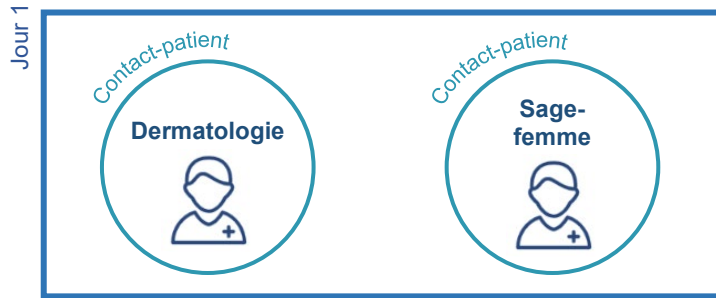 Jour 1
Contact-patient
Dermatologie
Contact-patient
Sage-
femme